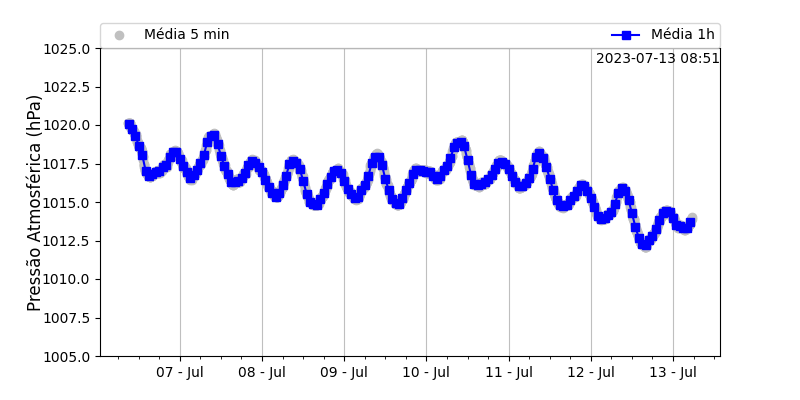 Média 5 min
Média 1h
2023-07-13 08:51
Pressão Atmosférica (hPa)
1025.0
1022.5
1020.0
1017.5
1015.0
1012.5
1010.0
1007.5
1005.0
07 - Jul
08 - Jul
09 - Jul
10 - Jul
11 - Jul
12 - Jul
13 - Jul